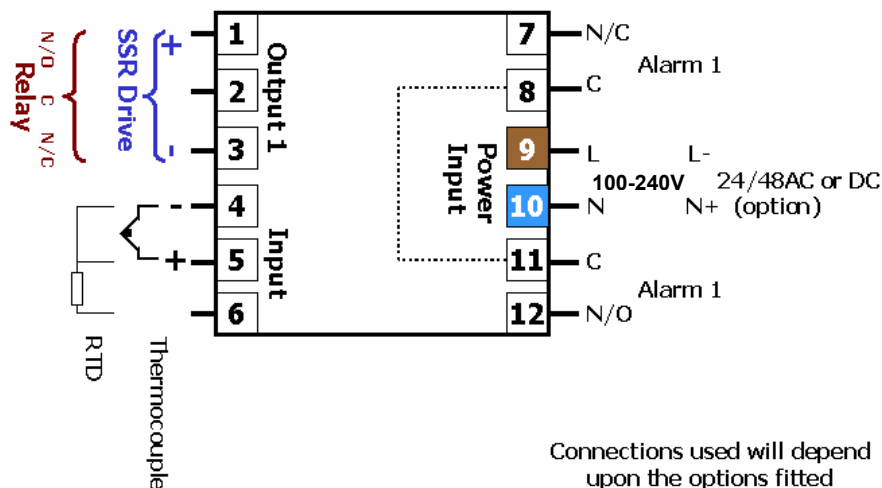 N/O C N/C
Relay
SSR Drive
+
-
1
2
3
Output 1
4
5
6
Input
-
+
RTD
Thermocouple
7 N/C
8 C
Alarm 1
9 L L-
Power
Input
100-240V 24/48AC or DC
10 N N+ (option)
11 C
Alarm 1
12 N/O
Connections used will depend
upon the options fitted